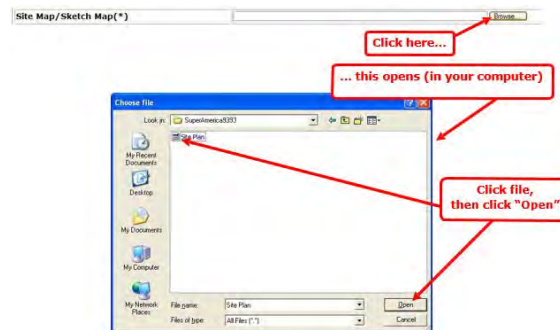 Site Map/Sketch Map(*)
Browse...
Click here...
... this opens (in your computer)
Choose file
Look in:
SuperAmerica9393
Site Plan
My Recent
Documents
Desktop
My Documents
My Computer
My Network
Places
Click file,
then click “Open”
File name:
Site Plan
Open
Files of type:
All Files (*.*)
Cancel